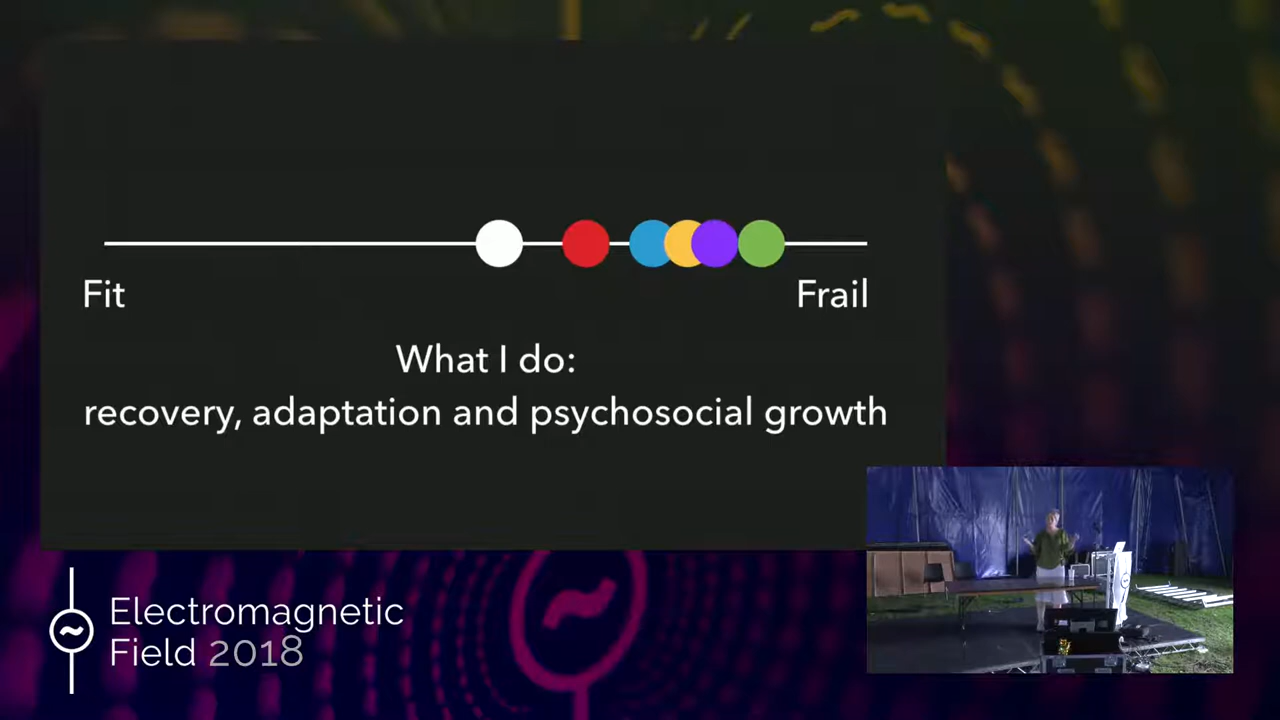 Fit
Frail
What I do:
recovery, adaptation and psychosocial growth
Electromagnetic
Field 2018